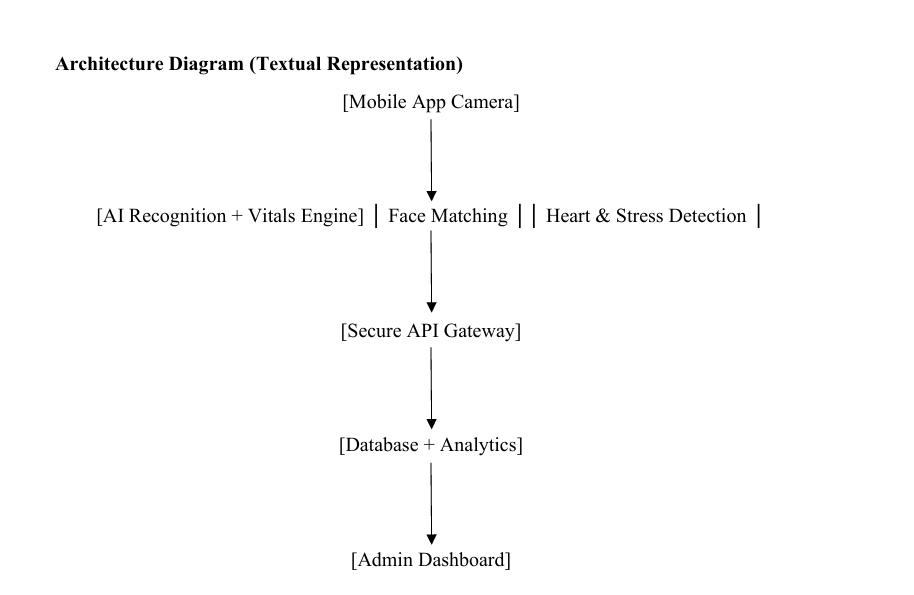 Architecture Diagram (Textual Representation)
[Mobile App Camera]
[AI Recognition + Vitals Engine] │ Face Matching ││ Heart & Stress Detection │
[Secure API Gateway]
[Database + Analytics]
[Admin Dashboard]